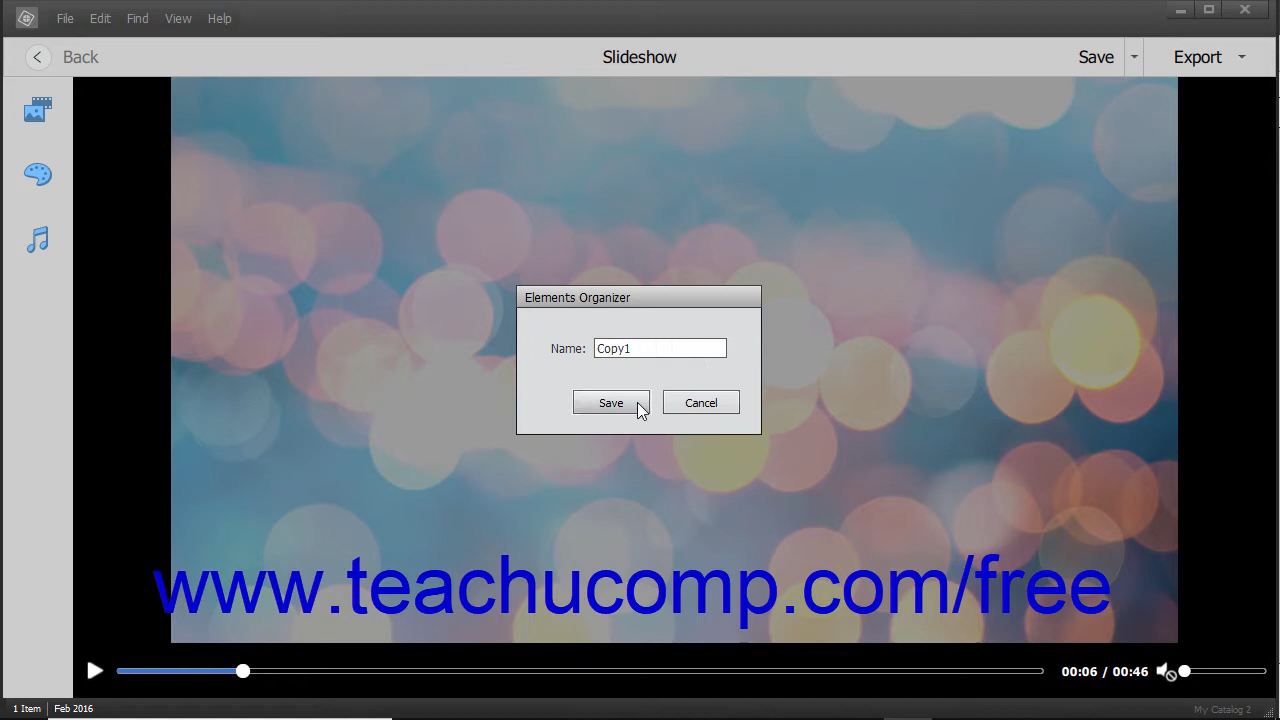 File Edit Find View Help
Back
Slideshow
Save
Export
Elements Organizer
Name: Copy1
Save
Cancel
www.teachucomp.com/free
00:06 / 00:46
1 Item
Feb 2016
My Catalog 2